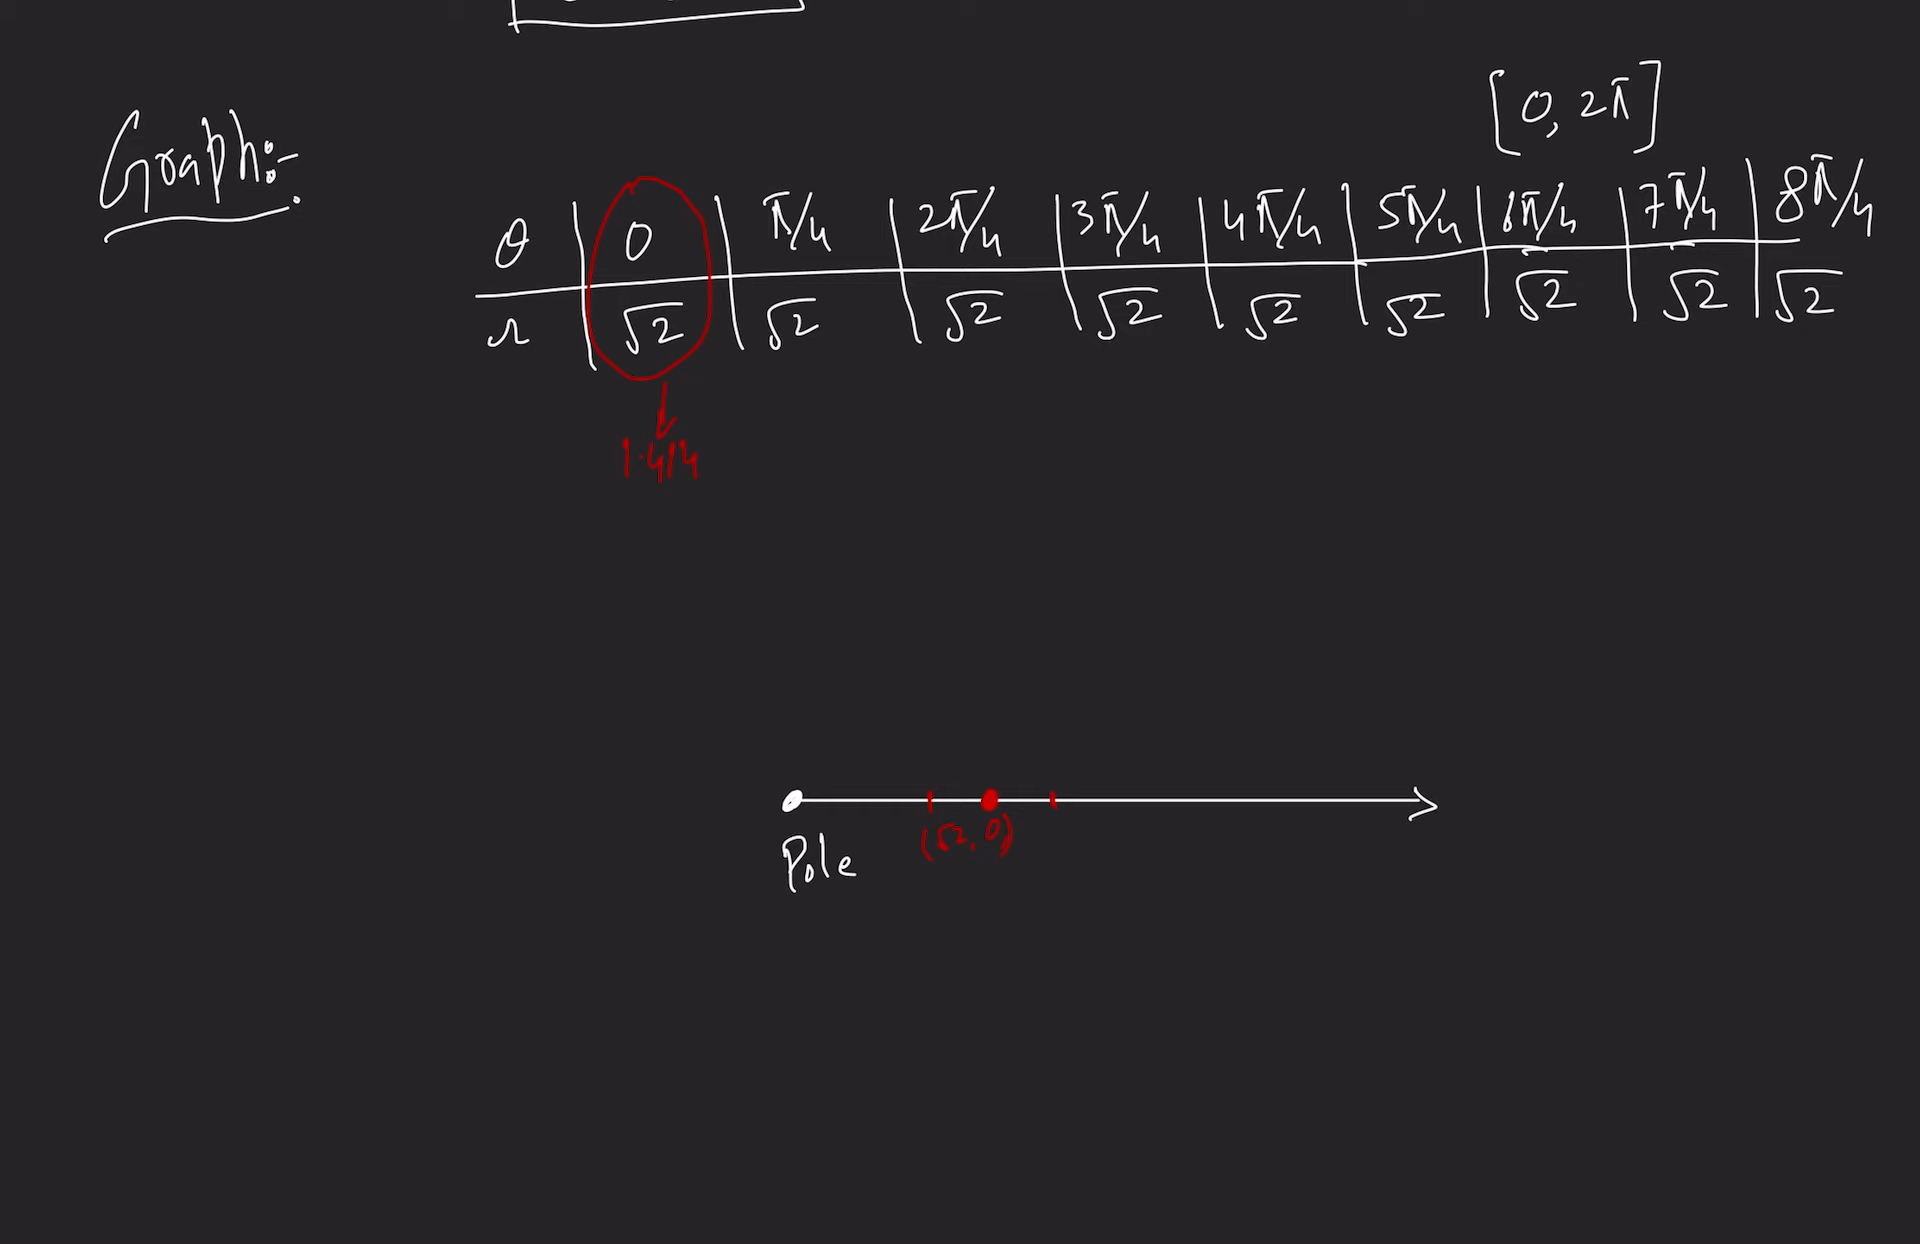 [0, 2π]
Graph:-
θ | 0 | π/4 | 2π/4 | 3π/4 | 4π/4 | 5π/4 | 6π/4 | 7π/4 | 8π/4
r | √2 | √2 | √2 | √2 | √2 | √2 | √2 | √2 | √2
1.414
(√2, 0)
Pole